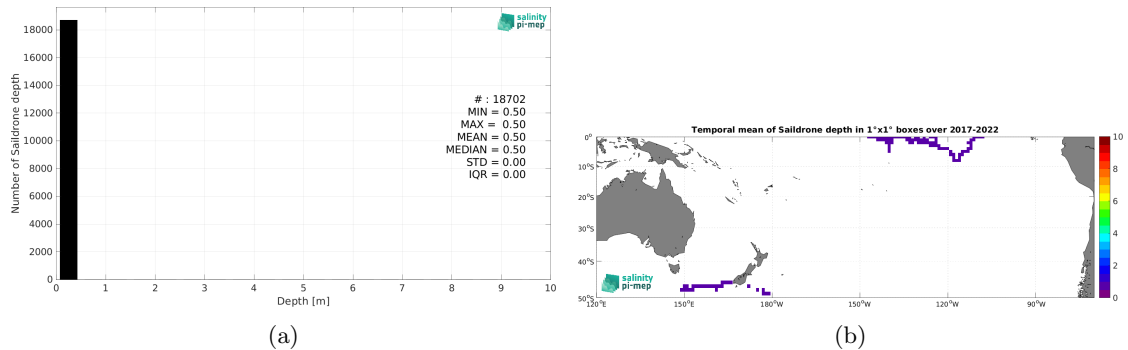 salinity
pi-mep
# : 18702
MIN = 0.50
MAX = 0.50
MEAN = 0.50
MEDIAN = 0.50
STD = 0.00
IQR = 0.00
Number of Saildrone depth
18000
16000
14000
12000
10000
8000
6000
4000
2000
0
1 2 3 4 5 6 7 8 9 10
Depth [m]
(a)
Temporal mean of Saildrone depth in 1°x1° boxes over 2017-2022
0°
10°S
20°S
30°S
40°S
50°S
120°E 150°E 180°W 150°W 120°W 90°W
10
8
6
4
2
0
salinity
pi-mep
(b)